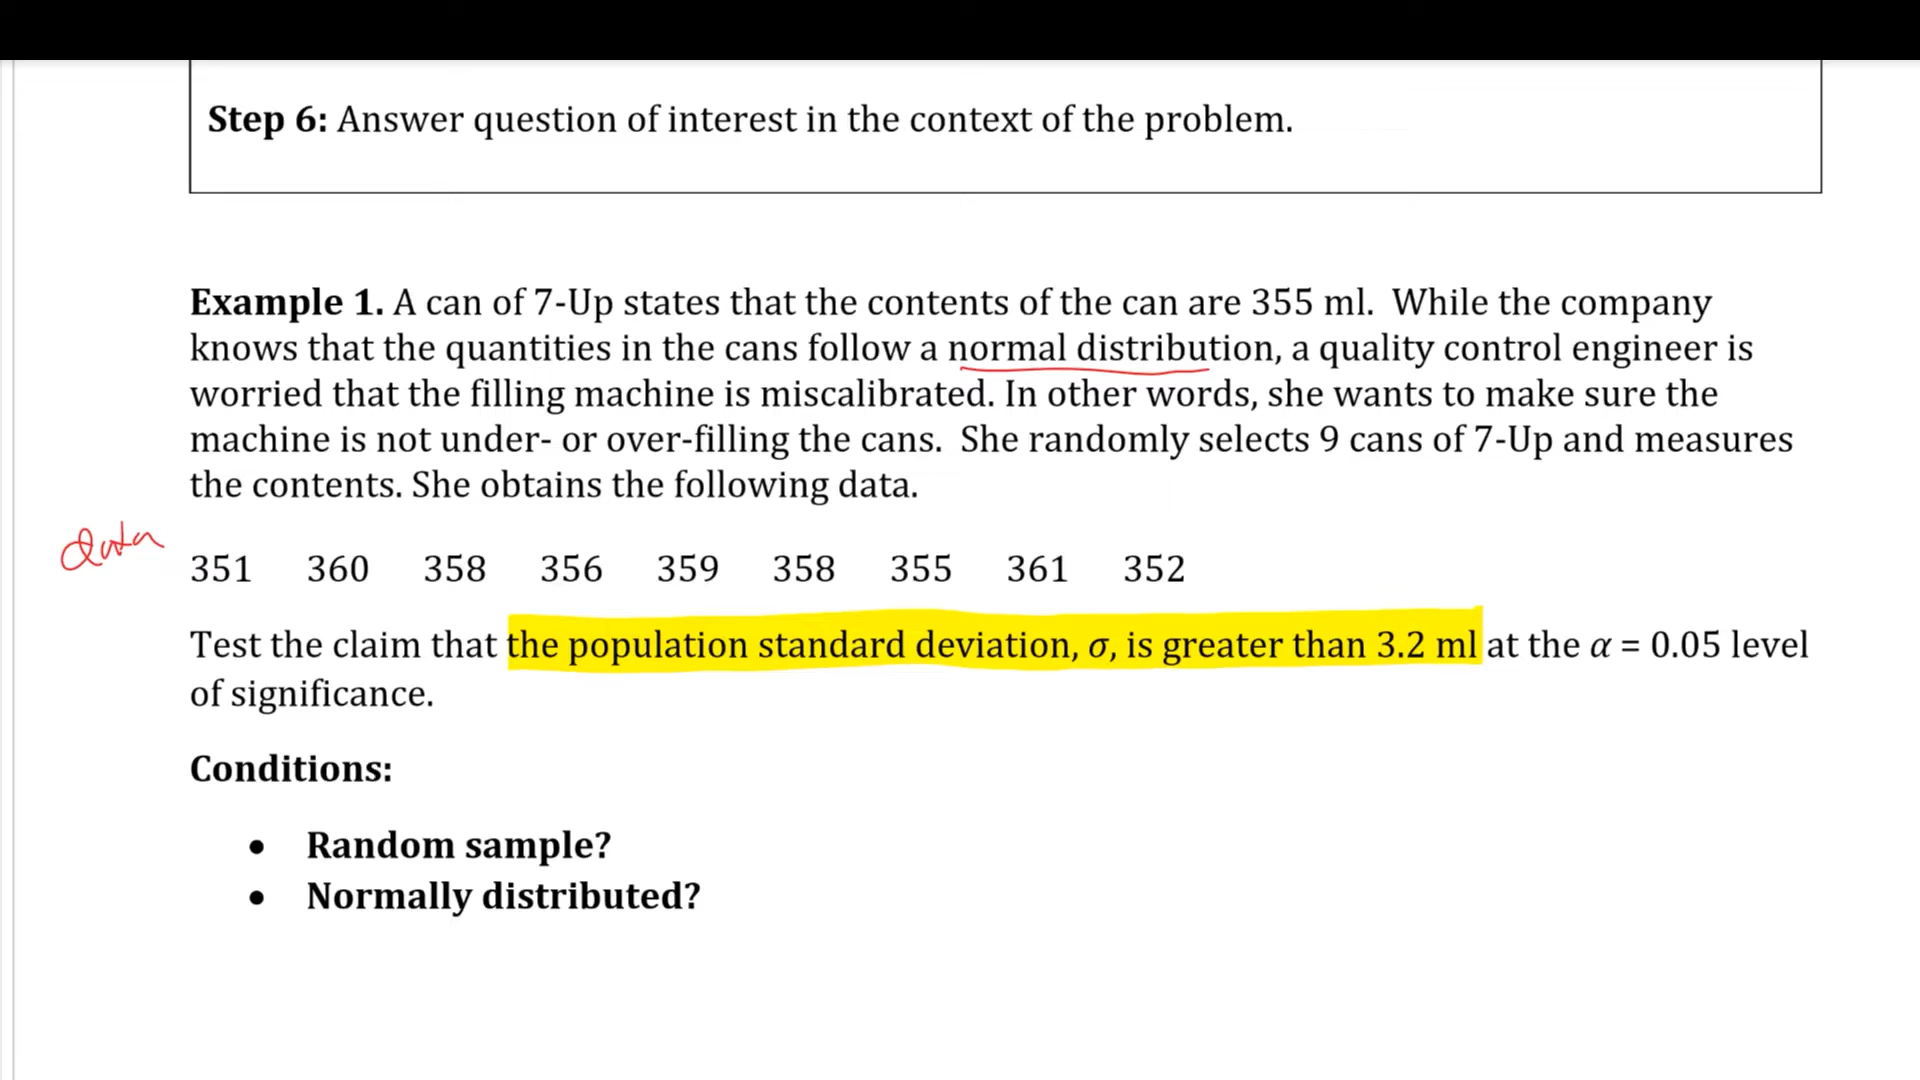 Step 6: Answer question of interest in the context of the problem.
Example 1. A can of 7-Up states that the contents of the can are 355 ml.  While the company
knows that the quantities in the cans follow a normal distribution, a quality control engineer is
worried that the filling machine is miscalibrated. In other words, she wants to make sure the
machine is not under- or over-filling the cans.  She randomly selects 9 cans of 7-Up and measures
the contents. She obtains the following data.
data
351 360 358 356 359 358 355 361 352
Test the claim that the population standard deviation, σ, is greater than 3.2 ml at the α = 0.05 level
of significance.
Conditions:
• Random sample?
• Normally distributed?